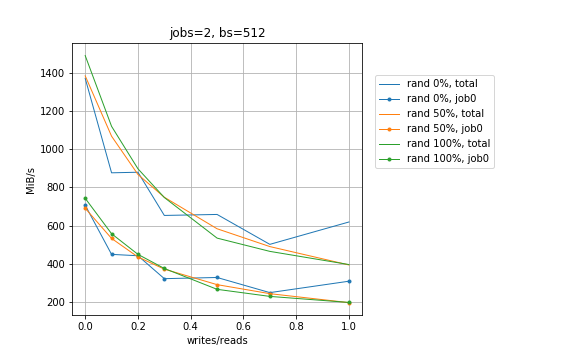 jobs=2, bs=512
1400
1200
1000
800
600
400
200
MiB/s
0.0 0.2 0.4 0.6 0.8 1.0
writes/reads
rand 0%, total
rand 0%, job0
rand 50%, total
rand 50%, job0
rand 100%, total
rand 100%, job0